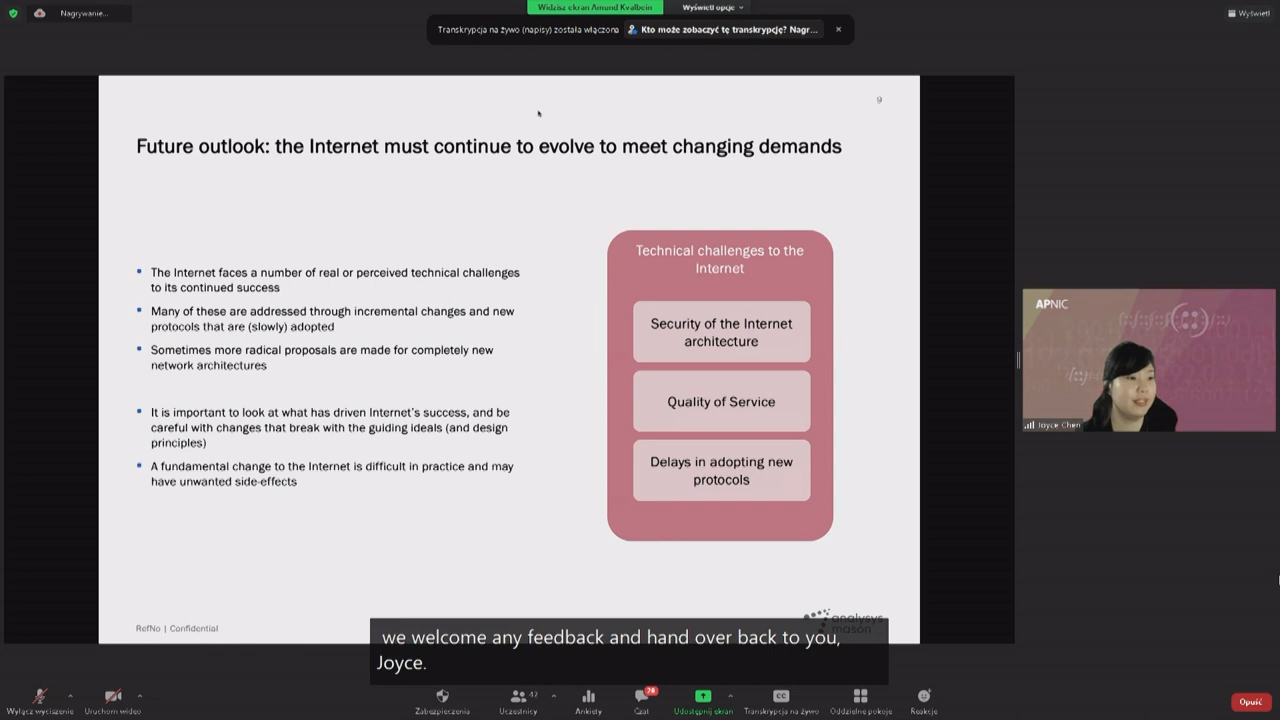 Nagrywanie...
Widzisz ekran Amund Kvalbein
Wyświetl opcje
Wyświetl
Transkrypcja na żywo (napisy) została włączona
Kto może zobaczyć tę transkrypcję? Nagr...
9
Future outlook: the Internet must continue to evolve to meet changing demands
The Internet faces a number of real or perceived technical challenges
to its continued success
Many of these are addressed through incremental changes and new
protocols that are (slowly) adopted
Sometimes more radical proposals are made for completely new
network architectures
It is important to look at what has driven Internet's success, and be
careful with changes that break with the guiding ideals (and design
principles)
A fundamental change to the Internet is difficult in practice and may
have unwanted side-effects
Technical challenges to the
Internet
Security of the Internet
architecture
Quality of Service
Delays in adopting new
protocols
APNIC
Joyce Chen
RefNo | Confidential
analysys
mason
we welcome any feedback and hand over back to you,
Joyce.
Wyłącz wyciszenie
Uruchom wideo
Zabezpieczenia
42
Uczestnicy
Ankiety
Czat
Udostępnij ekran
CC
Transkrypcja na żywo
Oddzielne pokoje
Reakcje
Opuść